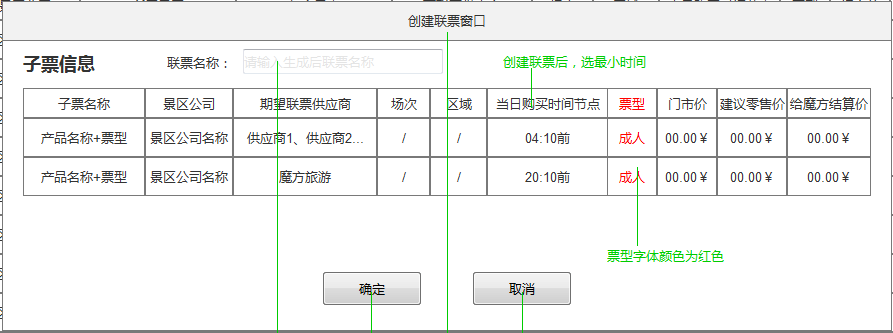 创建联票窗口
子票信息 联票名称： 请输入生成后联票名称 创建联票后，选最小时间
子票名称 景区公司 期望联票供应商 场次 区域 当日购买时间节点 票型 门市价 建议零售价 给魔方结算价
产品名称+票型 景区公司名称 供应商1、供应商2... / / 04:10前 成人 00.00￥ 00.00￥ 00.00￥
产品名称+票型 景区公司名称 魔方旅游 / / 20:10前 成人 00.00￥ 00.00￥ 00.00￥
票型字体颜色为红色
确定 取消